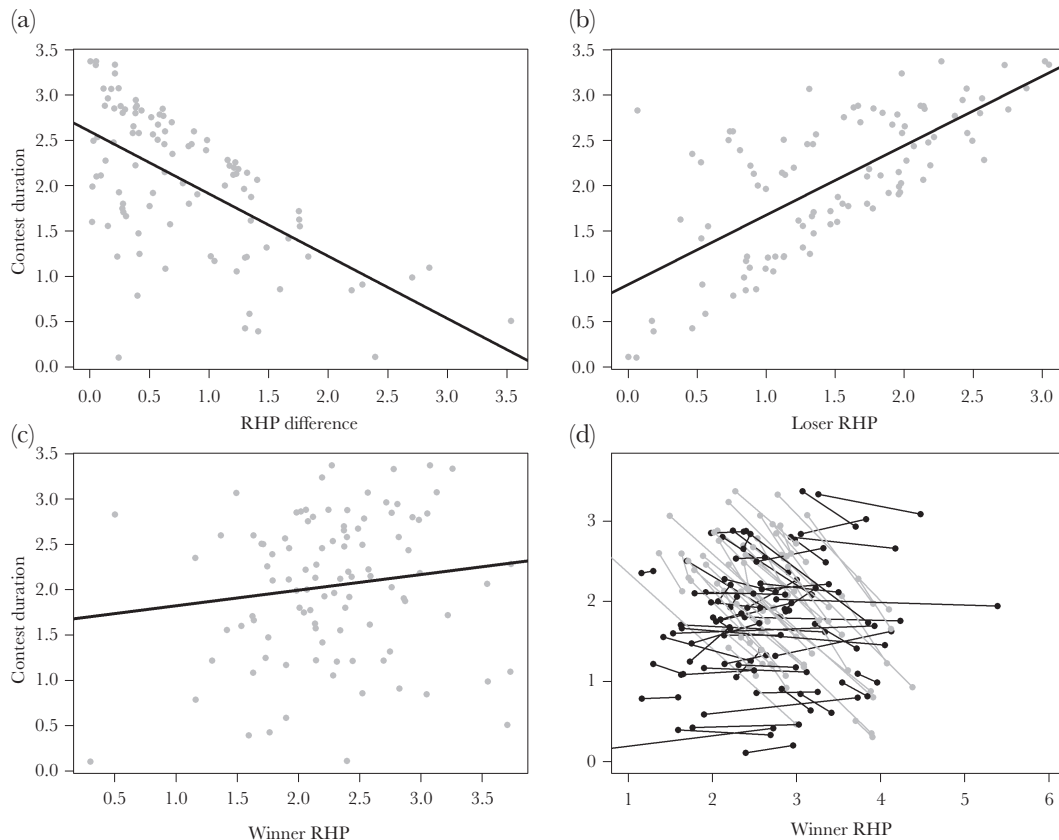 (a)
3.5
3.0
2.5
2.0
1.5
1.0
0.5
0.0
Contest duration
0.0 0.5 1.0 1.5 2.0 2.5 3.0 3.5
RHP difference
(b)
3.5
3.0
2.5
2.0
1.5
1.0
0.5
0.0
0.0 0.5 1.0 1.5 2.0 2.5 3.0
Loser RHP
(c)
3.5
3.0
2.5
2.0
1.5
1.0
0.5
0.0
Contest duration
0.5 1.0 1.5 2.0 2.5 3.0 3.5
Winner RHP
(d)
3
2
1
0
1 2 3 4 5 6
Winner RHP